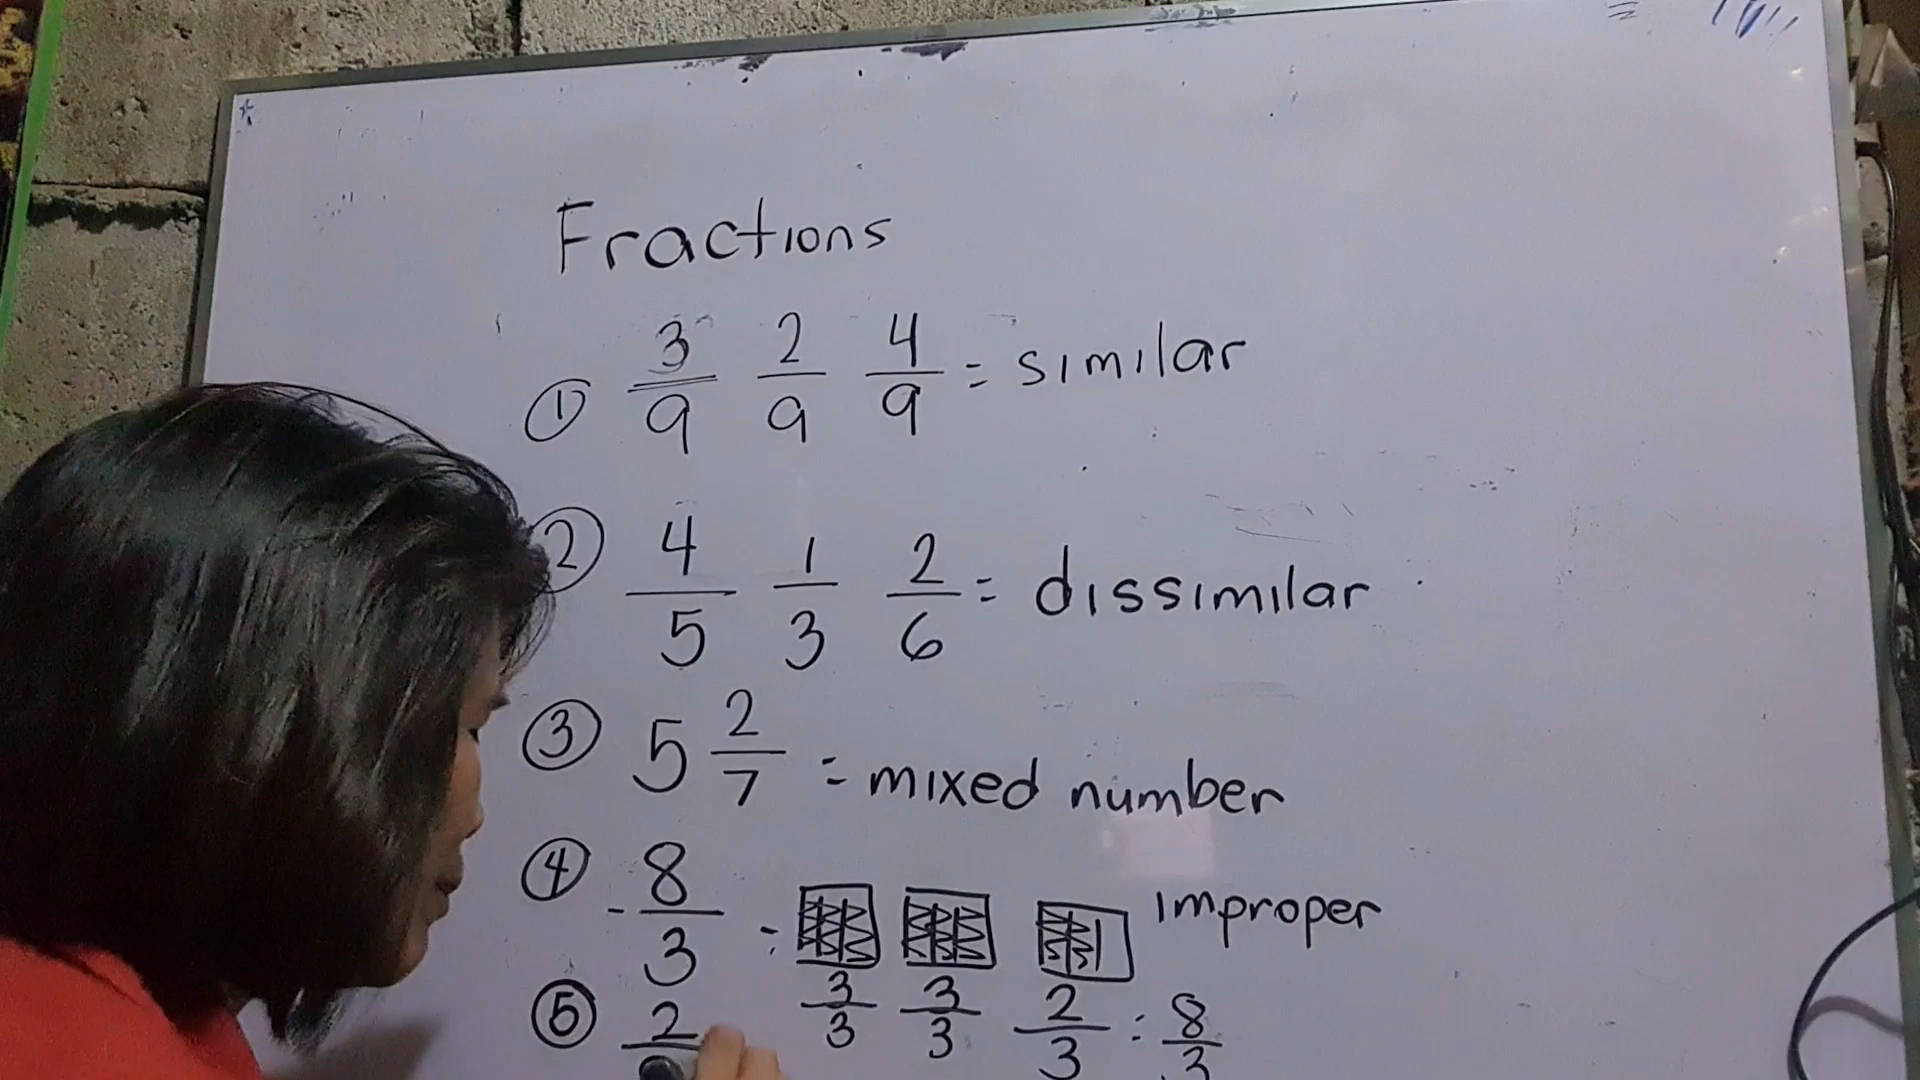 Fractions
① 3/9 2/9 4/9 = similar
② 4/5 1/3 2/6 = dissimilar
③ 5 2/7 = mixed number
④ - 8/3 = improper
3/3 3/3 2/3 = 8/3
⑤ 2